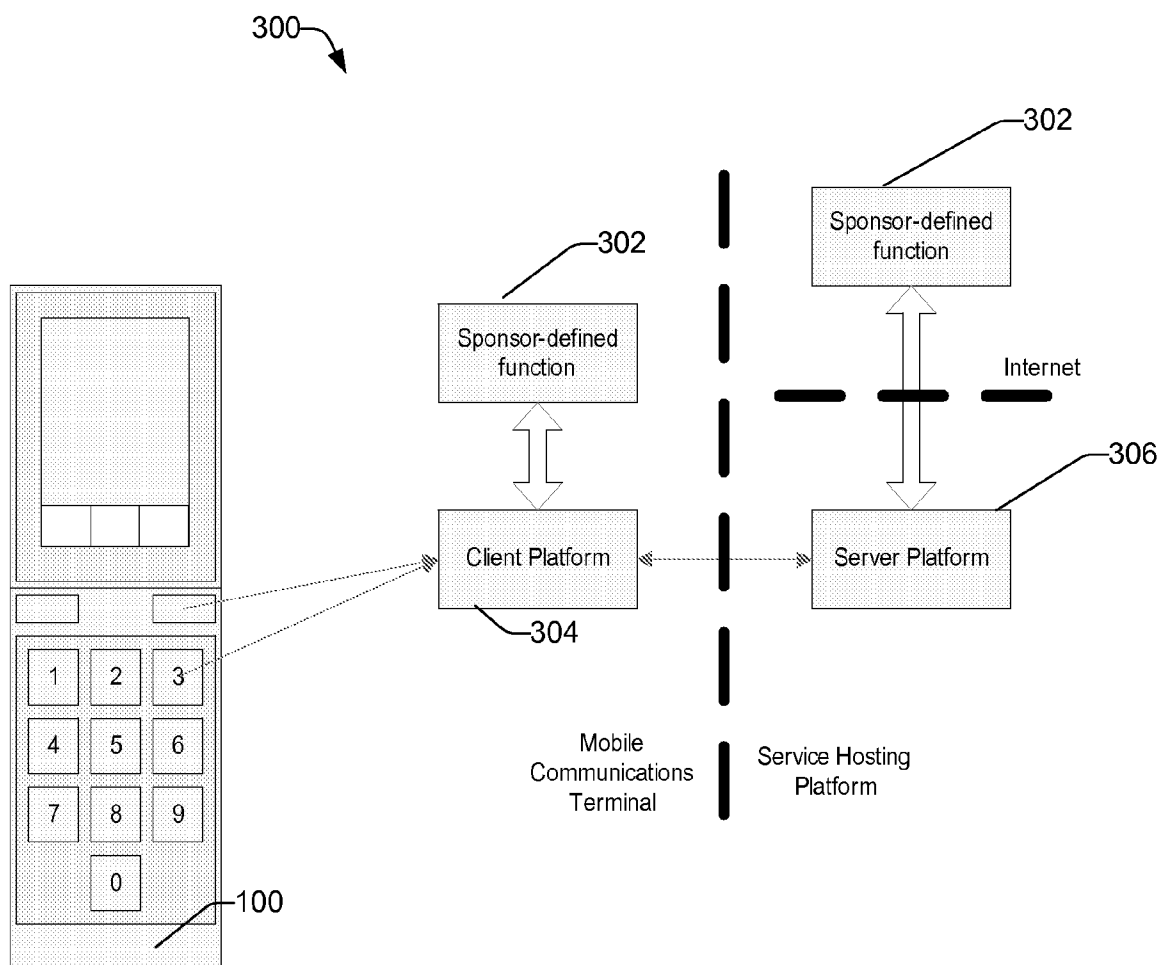 300
302
Sponsor-defined
function
302
Sponsor-defined
function
Internet
306
Client Platform
Server Platform
304
1 2 3
4 5 6
7 8 9
0
Mobile
Communications
Terminal
Service Hosting
Platform
100